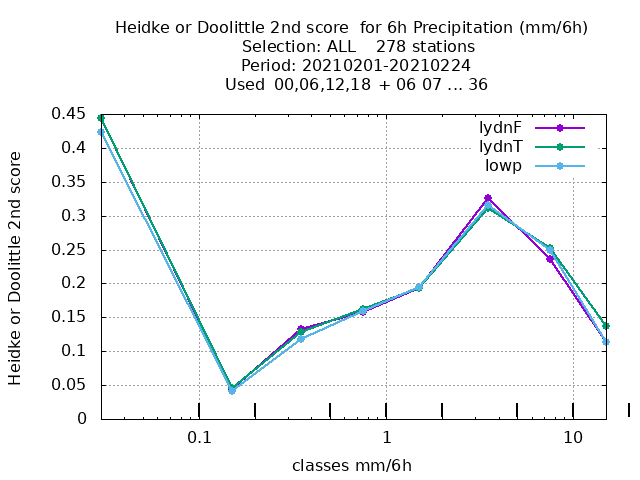 Heidke or Doolittle 2nd score  for 6h Precipitation (mm/6h)
Selection: ALL    278 stations
Period: 20210201-20210224
Used  00,06,12,18  + 06 07 ... 36
lydnF
lydnT
lowp
0.45
0.4
0.35
0.3
0.25
0.2
0.15
0.1
0.05
0
Heidke or Doolittle 2nd score
0.1 1 10
classes mm/6h